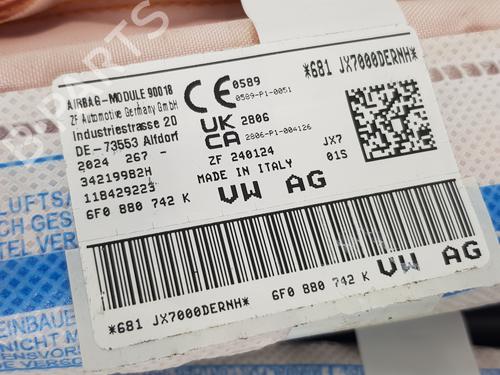 AIRBAG-MODULE 90018
ZF Automotive Germany GmbH
Industriestrasse 20
DE-73553 Alfdorf
2024 267 -
34219982H
118429223
6F0 880 742 K
CE 0589
0589-P1-0051
UK CA 2806
2806-P1-004126
ZF 240124
MADE IN ITALY
VW AG
*681 JX7000DERNH*
JX7
01S
*681 JX7000DERNH*
6F0 880 742 K
VW AG
PARTS